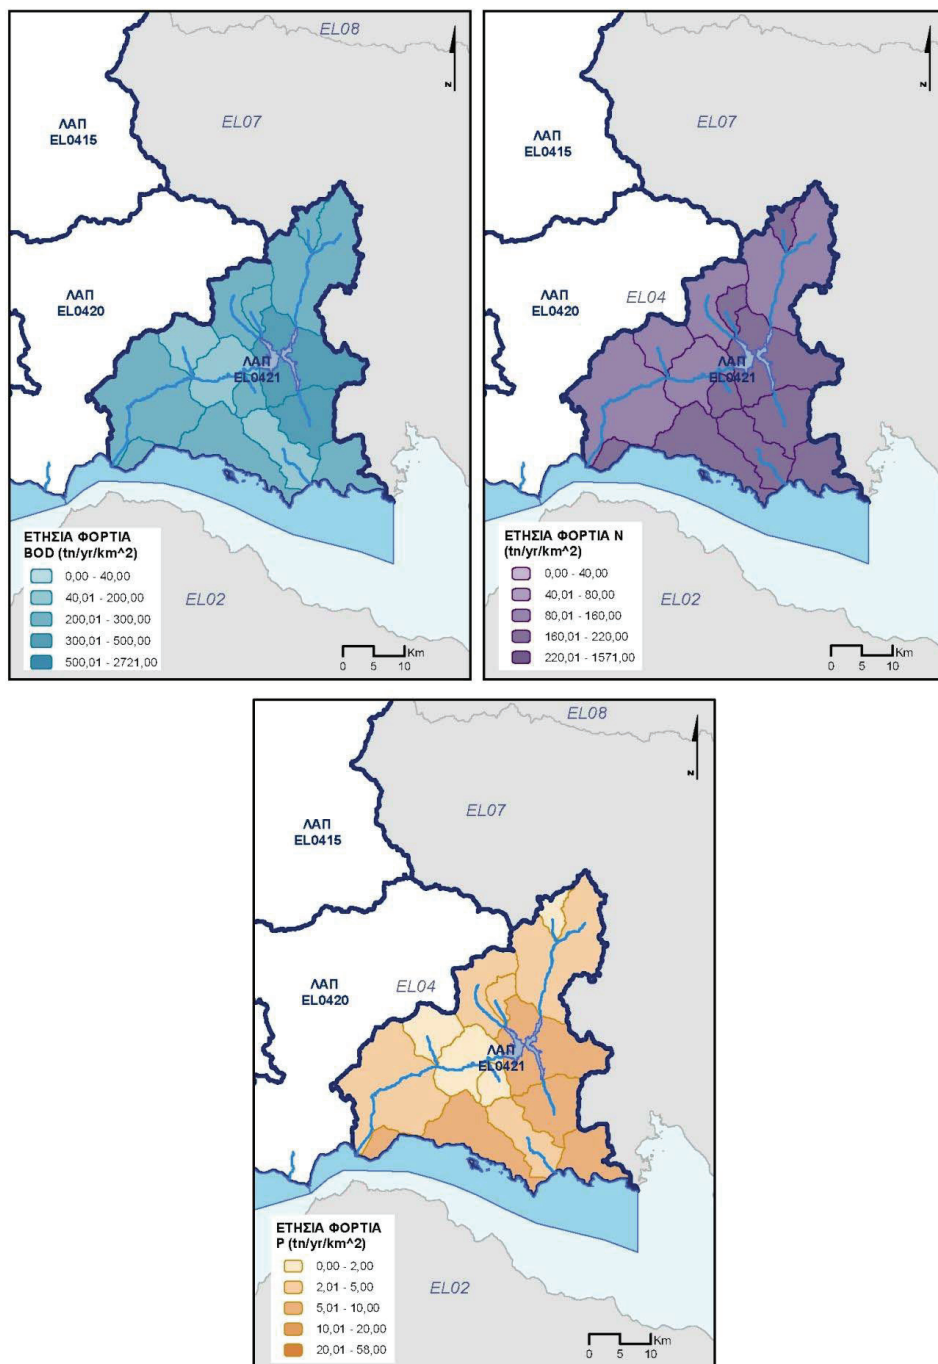 EL08
N
EL07
ΛΑΠ
EL0415
ΛΑΠ
EL0420
ΛΑΠ
EL0421
ΕΤΗΣΙΑ ΦΟΡΤΙΑ
BOD (tn/yr/km^2)
0,00 - 40,00
40,01 - 200,00
200,01 - 300,00
300,01 - 500,00
500,01 - 2721,00
EL02
Km
0 5 10
EL08
N
EL07
ΛΑΠ
EL0415
EL04
ΛΑΠ
EL0420
ΛΑΠ
EL0421
ΕΤΗΣΙΑ ΦΟΡΤΙΑ N
(tn/yr/km^2)
0,00 - 40,00
40,01 - 80,00
80,01 - 160,00
160,01 - 220,00
220,01 - 1571,00
EL02
Km
0 5 10
EL08
N
EL07
ΛΑΠ
EL0415
ΛΑΠ
EL0420
EL04
ΛΑΠ
EL0421
ΕΤΗΣΙΑ ΦΟΡΤΙΑ
P (tn/yr/km^2)
0,00 - 2,00
2,01 - 5,00
5,01 - 10,00
10,01 - 20,00
20,01 - 58,00
EL02
Km
0 5 10